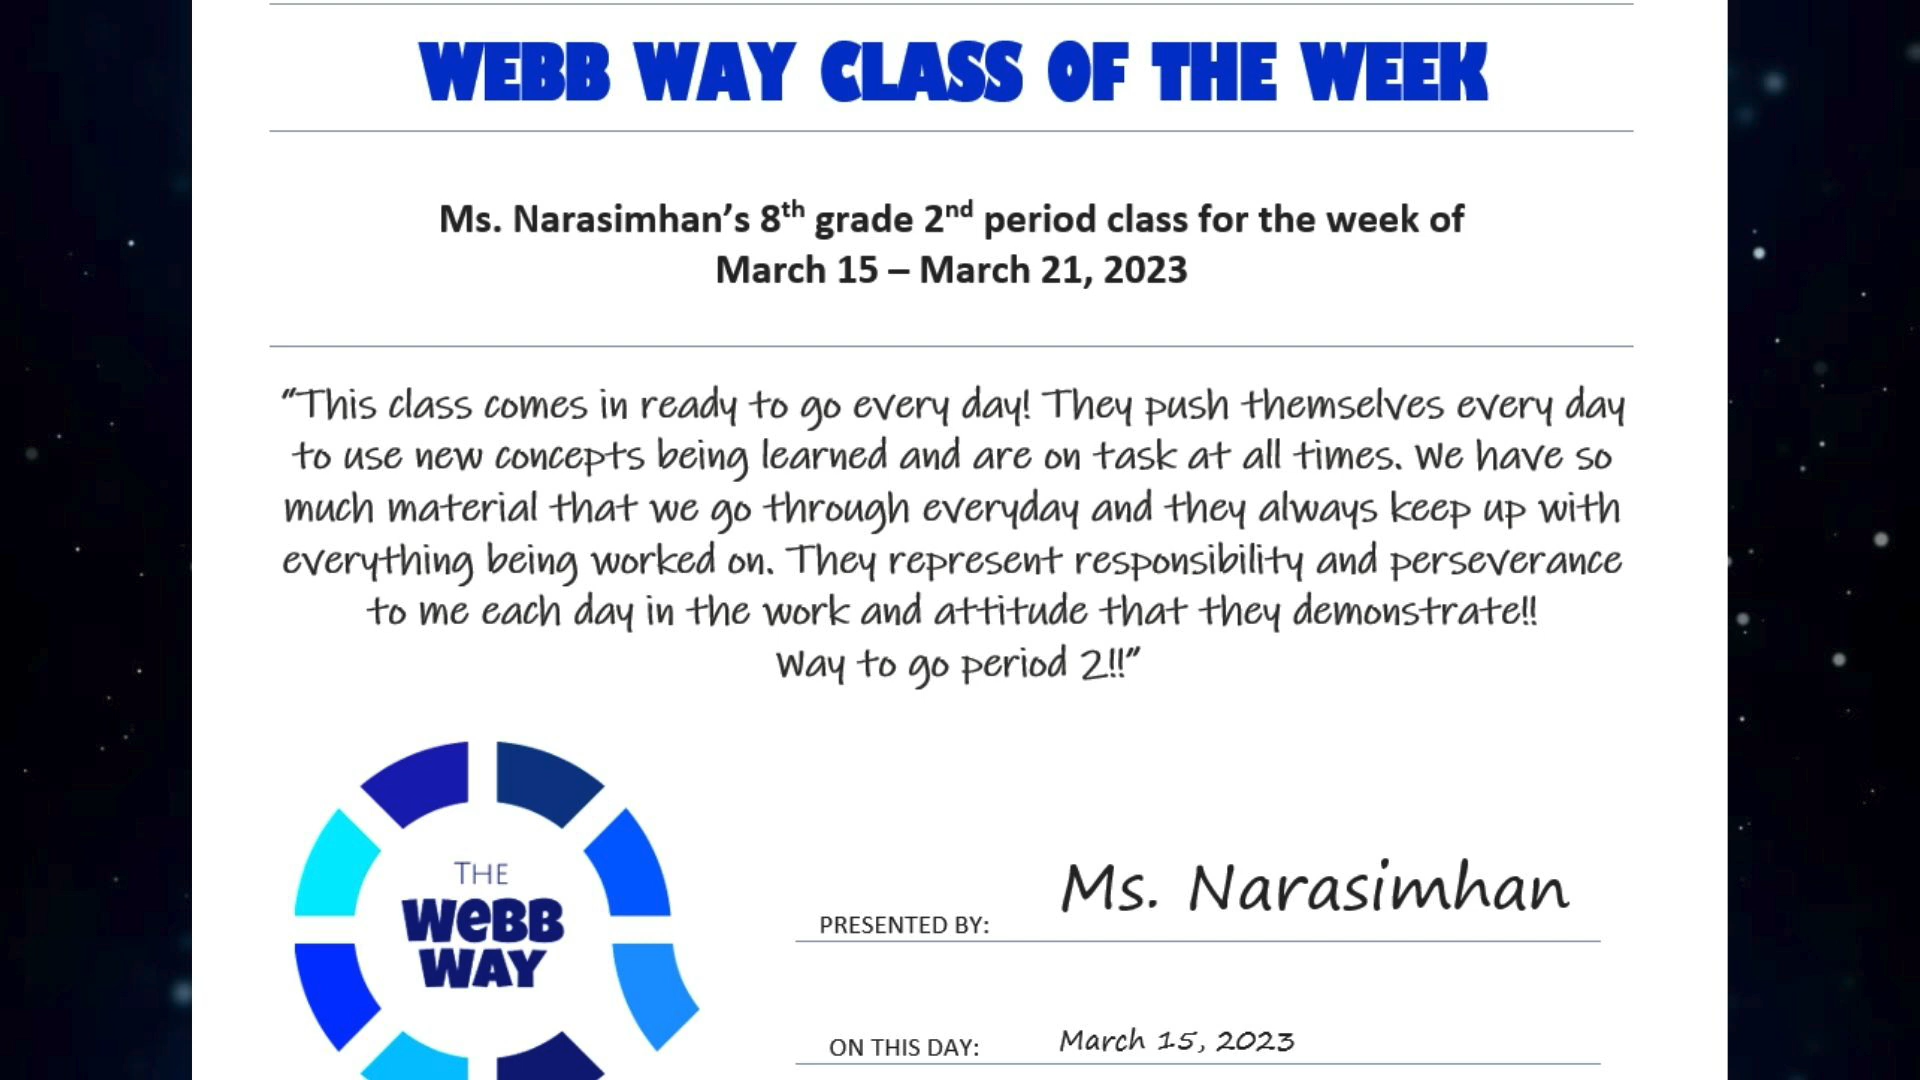 WEBB WAY CLASS OF THE WEEK
Ms. Narasimhan's 8th grade 2nd period class for the week of
March 15 – March 21, 2023
"This class comes in ready to go every day! They push themselves every day
to use new concepts being learned and are on task at all times. We have so
much material that we go through everyday and they always keep up with
everything being worked on. They represent responsibility and perseverance
to me each day in the work and attitude that they demonstrate!!
Way to go period 2!!"
THE
WeBB
WAY
PRESENTED BY: Ms. Narasimhan
ON THIS DAY: March 15, 2023